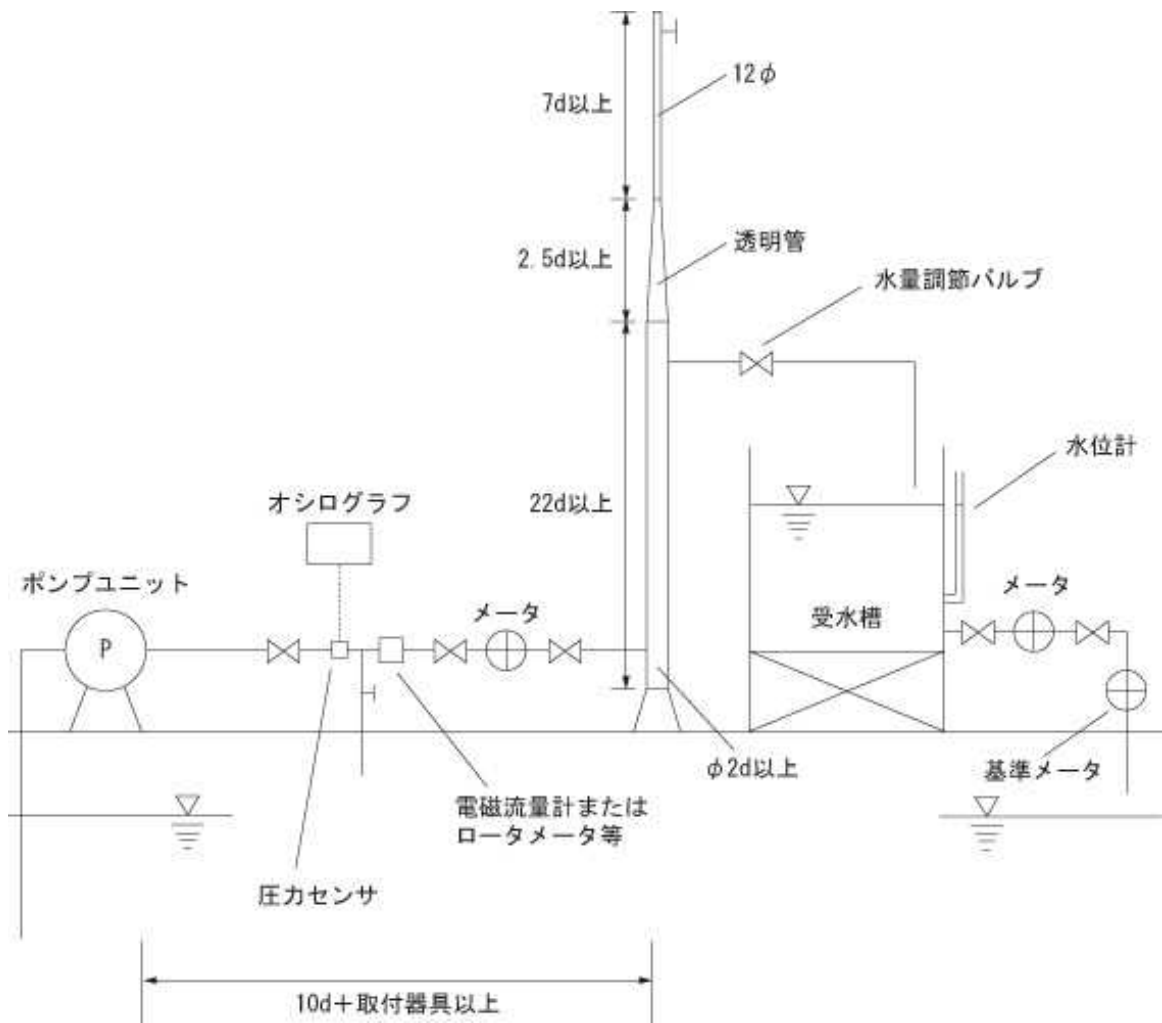 7d以上
12φ
2.5d以上
透明管
水量調節バルブ
水位計
22d以上
オシログラフ
ポンプユニット
P
メータ
受水槽
メータ
φ2d以上
基準メータ
電磁流量計または
ロータメータ等
圧力センサ
10d+取付器具以上